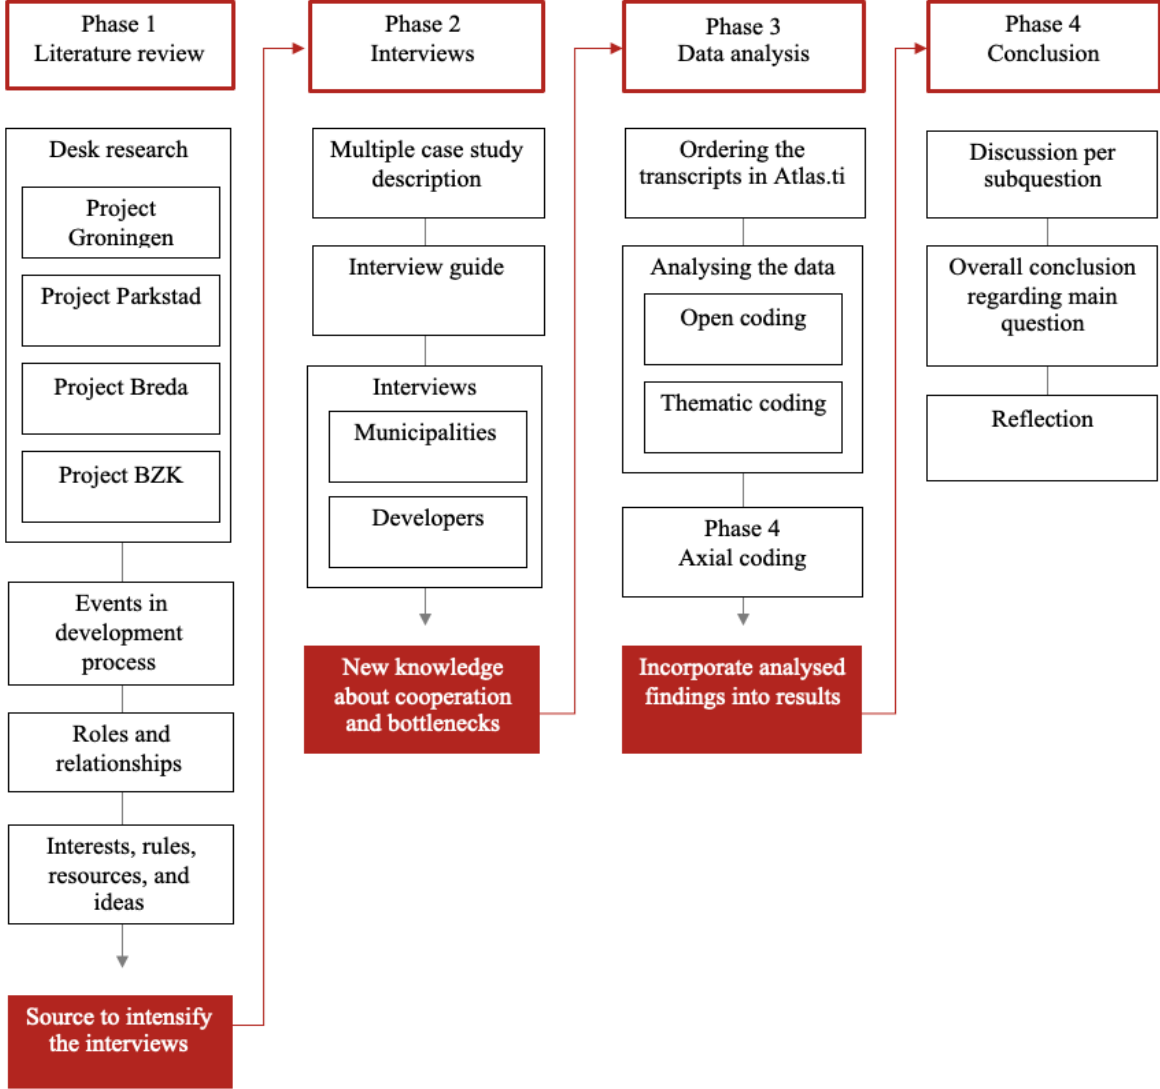 Phase 1
Literature review
Desk research
Project
Groningen
Project Parkstad
Project Breda
Project BZK
Events in
development
process
Roles and
relationships
Interests, rules,
resources, and
ideas
Source to intensify
the interviews
Phase 2
Interviews
Multiple case study
description
Interview guide
Interviews
Municipalities
Developers
New knowledge
about cooperation
and bottlenecks
Phase 3
Data analysis
Ordering the
transcripts in Atlas.ti
Analysing the data
Open coding
Thematic coding
Phase 4
Axial coding
Incorporate analysed
findings into results
Phase 4
Conclusion
Discussion per
subquestion
Overall conclusion
regarding main
question
Reflection